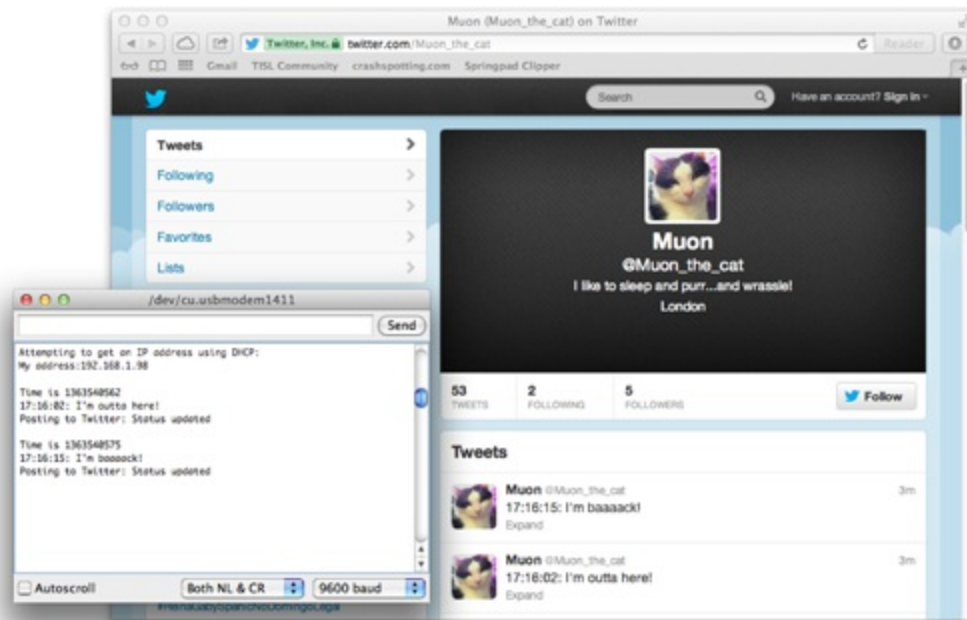 Muon (Muon_the_cat) on Twitter
Twitter, Inc. twitter.com/Muon_the_cat
Reader
Gmail TISL Community crashspotting.com Springpad Clipper
Search
Have an account? Sign in
Tweets
Following
Followers
Favorites
Lists
Muon
@Muon_the_cat
I like to sleep and purr...and wrassle!
London
53 TWEETS
2 FOLLOWING
5 FOLLOWERS
Follow
Tweets
Muon @Muon_the_cat 3m
17:16:15: I'm baaaack!
Expand
Muon @Muon_the_cat 3m
17:16:02: I'm outta here!
Expand
/dev/cu.usbmodem1411
Send
Attempting to get an IP address using DHCP:
My address:192.168.1.98
Time is 1363540562
17:16:02: I'm outta here!
Posting to Twitter: Status updated
Time is 1363540575
17:16:15: I'm baaaack!
Posting to Twitter: Status updated
Autoscroll
Both NL & CR
9600 baud